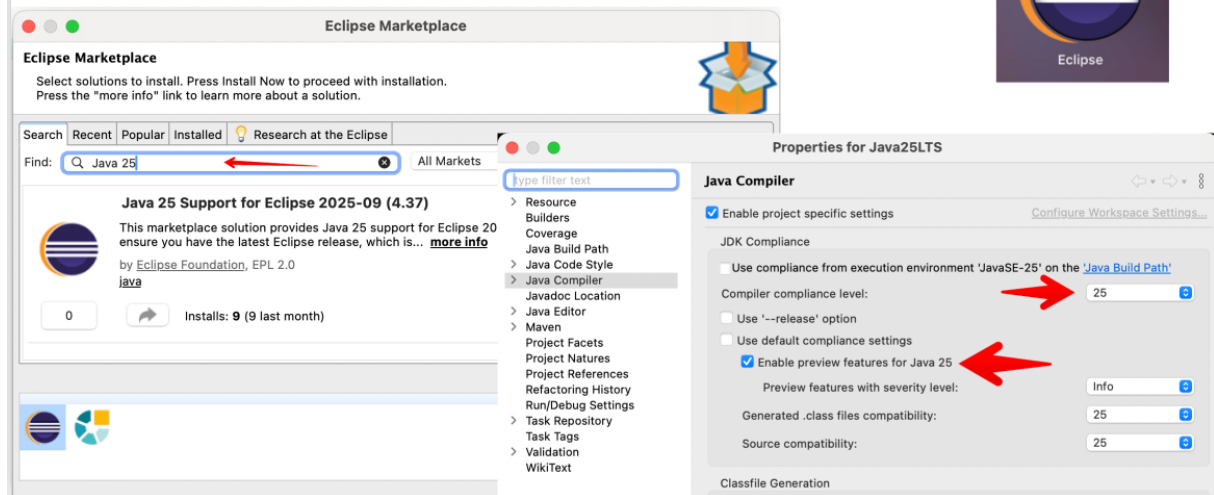 Eclipse Marketplace
Eclipse Marketplace
Select solutions to install. Press Install Now to proceed with installation.
Press the "more info" link to learn more about a solution.
Search Recent Popular Installed Research at the Eclipse
Find: Java 25 All Markets
Java 25 Support for Eclipse 2025-09 (4.37)
This marketplace solution provides Java 25 support for Eclipse 20
ensure you have the latest Eclipse release, which is... more info
by Eclipse Foundation, EPL 2.0
java
0 Installs: 9 (9 last month)
Eclipse
Properties for Java25LTS
type filter text
Resource
Builders
Coverage
Java Build Path
Java Code Style
Java Compiler
Javadoc Location
Java Editor
Maven
Project Facets
Project Natures
Project References
Refactoring History
Run/Debug Settings
Task Repository
Task Tags
Validation
WikiText
Java Compiler
Enable project specific settings Configure Workspace Settings...
JDK Compliance
Use compliance from execution environment 'JavaSE-25' on the 'Java Build Path'
Compiler compliance level: 25
Use '--release' option
Use default compliance settings
Enable preview features for Java 25
Preview features with severity level: Info
Generated .class files compatibility: 25
Source compatibility: 25
Classfile Generation